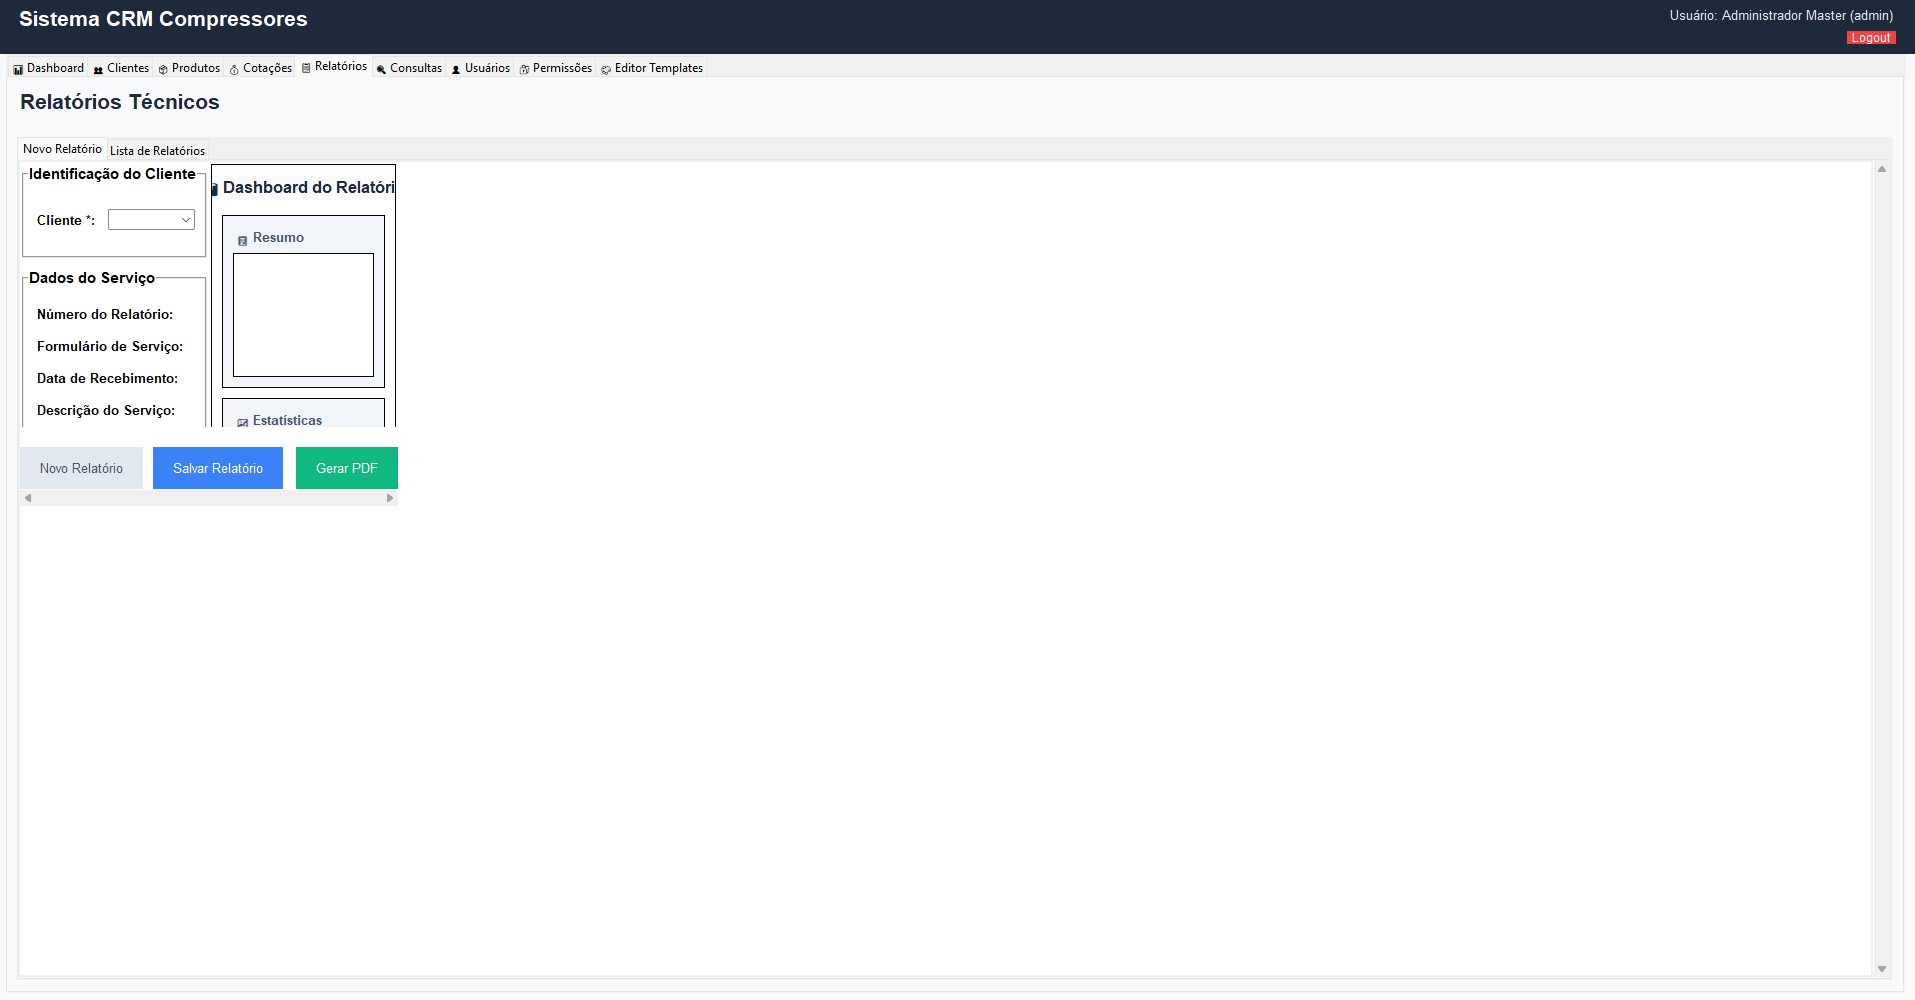 Sistema CRM Compressores
Usuário: Administrador Master (admin)
Logout
Dashboard Clientes Produtos Cotações Relatórios Consultas Usuários Permissões Editor Templates
Relatórios Técnicos
Novo Relatório Lista de Relatórios
Identificação do Cliente
Cliente *:
Dados do Serviço
Número do Relatório:
Formulário de Serviço:
Data de Recebimento:
Descrição do Serviço:
Dashboard do Relatóri
Resumo
Estatísticas
Novo Relatório Salvar Relatório Gerar PDF